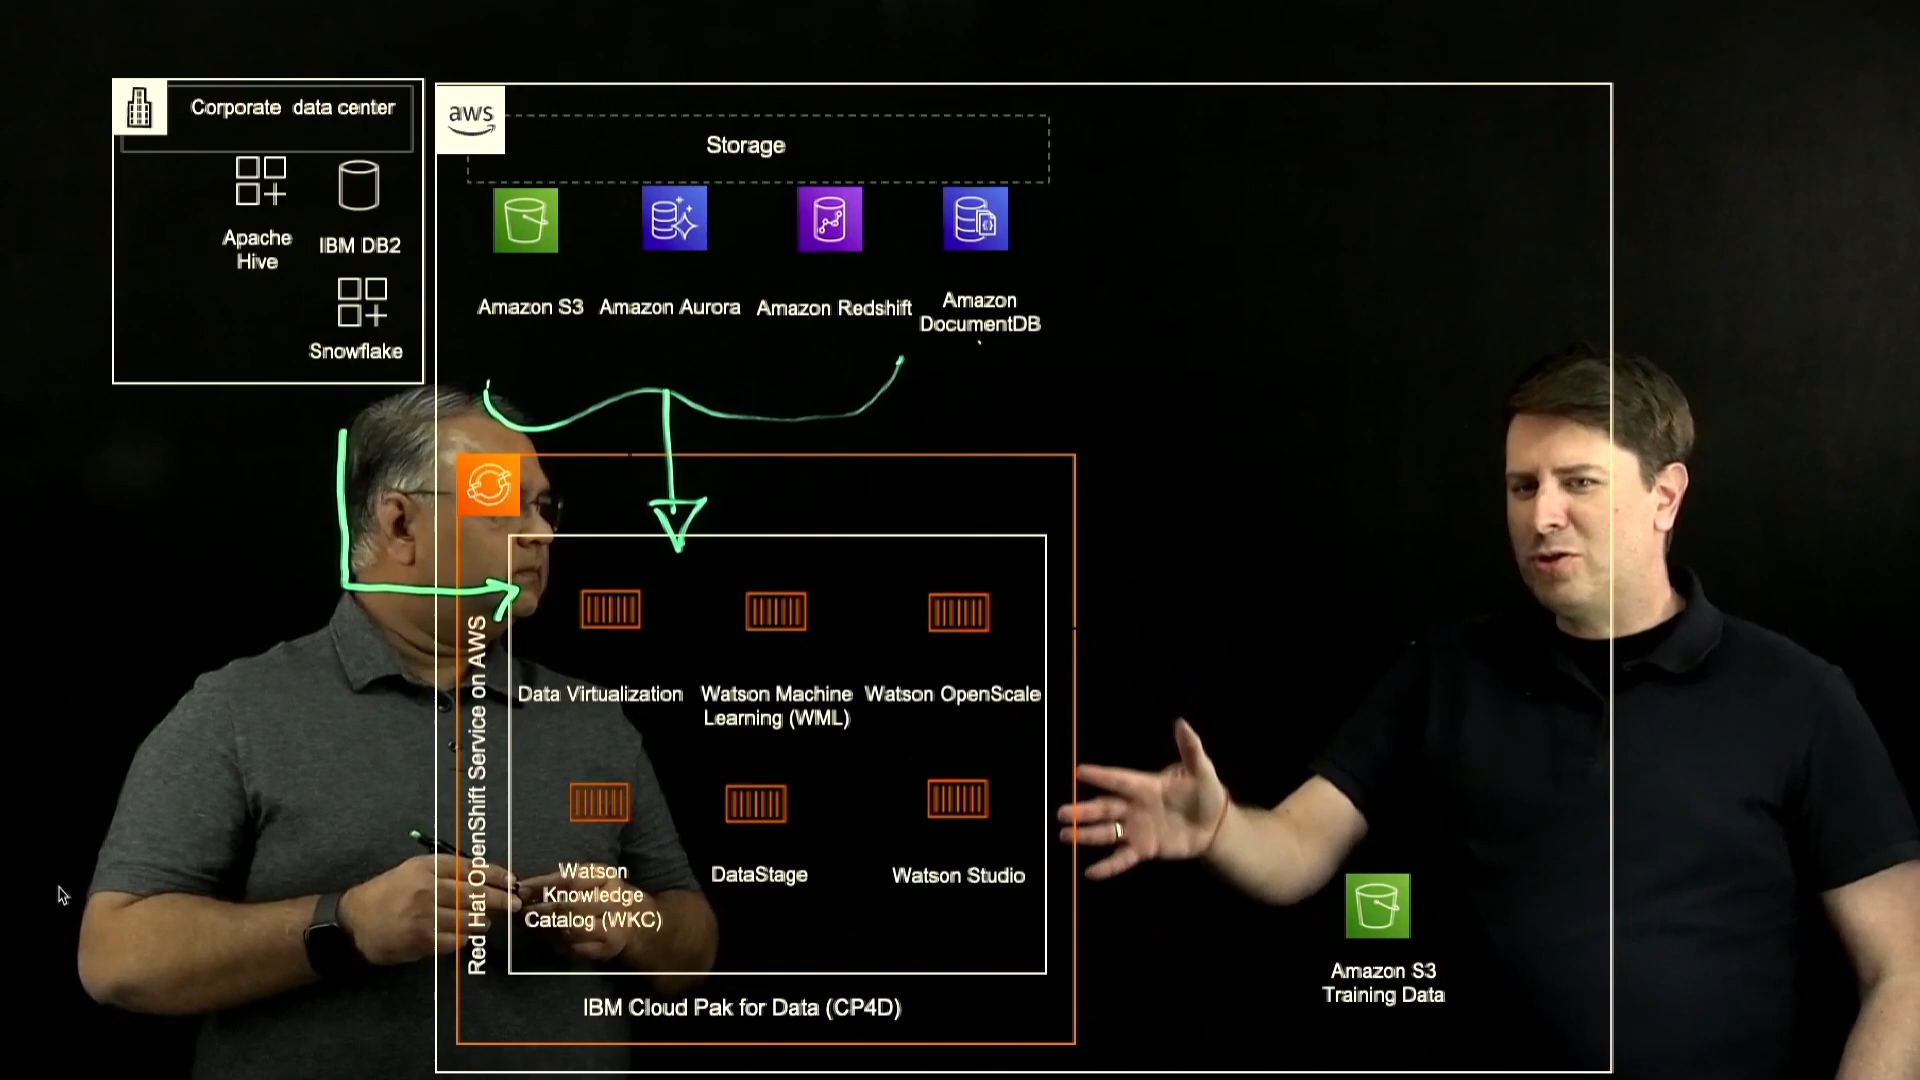 Corporate data center
Apache
Hive
IBM DB2
Snowflake
aws
Storage
Amazon S3
Amazon Aurora
Amazon Redshift
Amazon
DocumentDB
Red Hat OpenShift Service on AWS
Data Virtualization
Watson Machine
Learning (WML)
Watson OpenScale
Watson
Knowledge
Catalog (WKC)
DataStage
Watson Studio
IBM Cloud Pak for Data (CP4D)
Amazon S3
Training Data